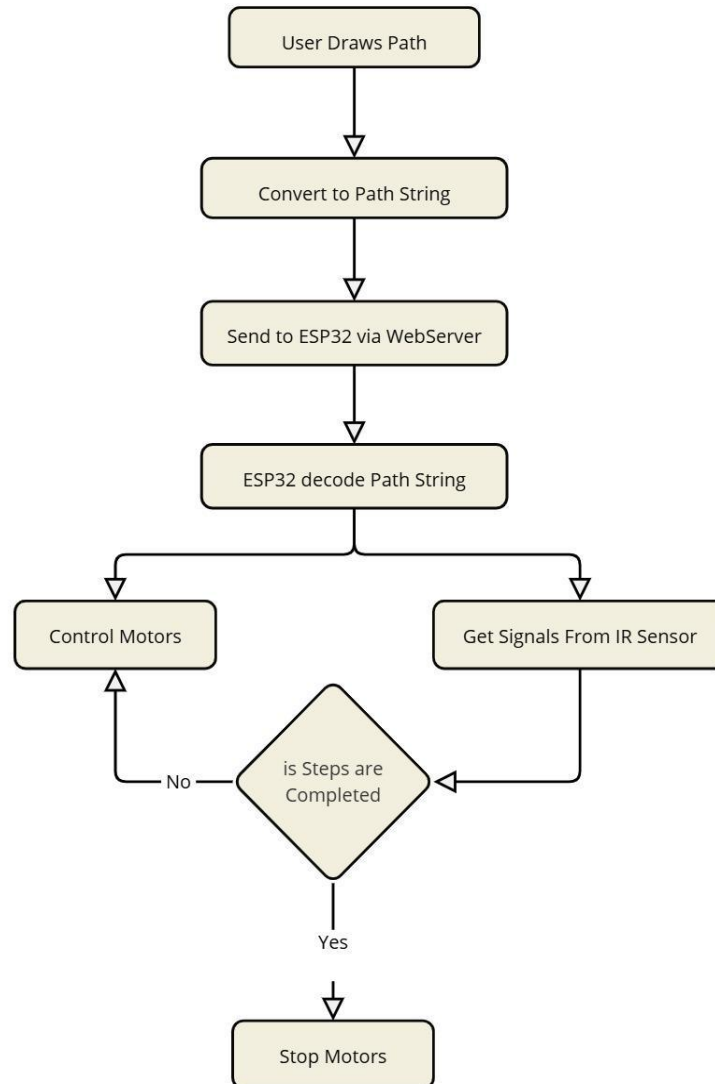 User Draws Path
Convert to Path String
Send to ESP32 via WebServer
ESP32 decode Path String
Control Motors
Get Signals From IR Sensor
is Steps are
Completed
No
Yes
Stop Motors